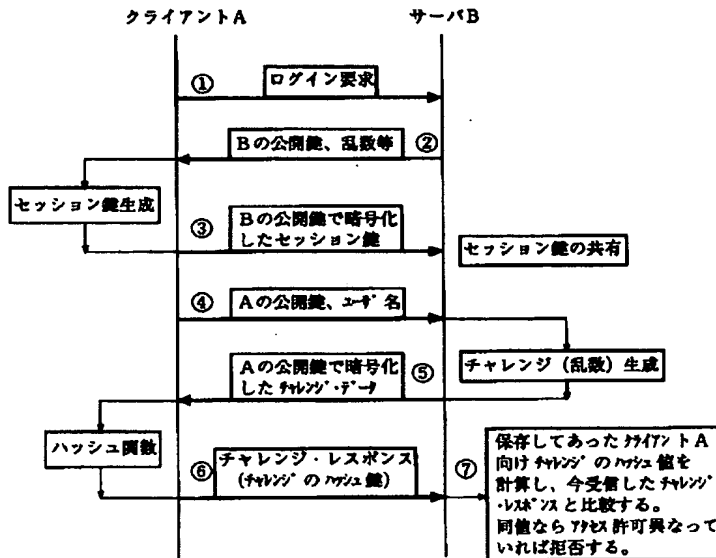 クライアントA
サーバB
①
ログイン要求
Bの公開鍵、乱数等
②
セッション鍵生成
③
Bの公開鍵で暗号化
したセッション鍵
セッション鍵の共有
④
Aの公開鍵、ユーザ名
チャレンジ(乱数)生成
Aの公開鍵で暗号化
したチャレンジ・データ
⑤
ハッシュ関数
⑥
チャレンジ・レスポンス
(チャレンジのハッシュ鍵)
⑦
保存してあったクライアントA
向けチャレンジのハッシュ値を
計算し、今受信したチャレンジ
・レスポンスと比較する。
同値ならアクセス許可異なって
いれば拒否する。